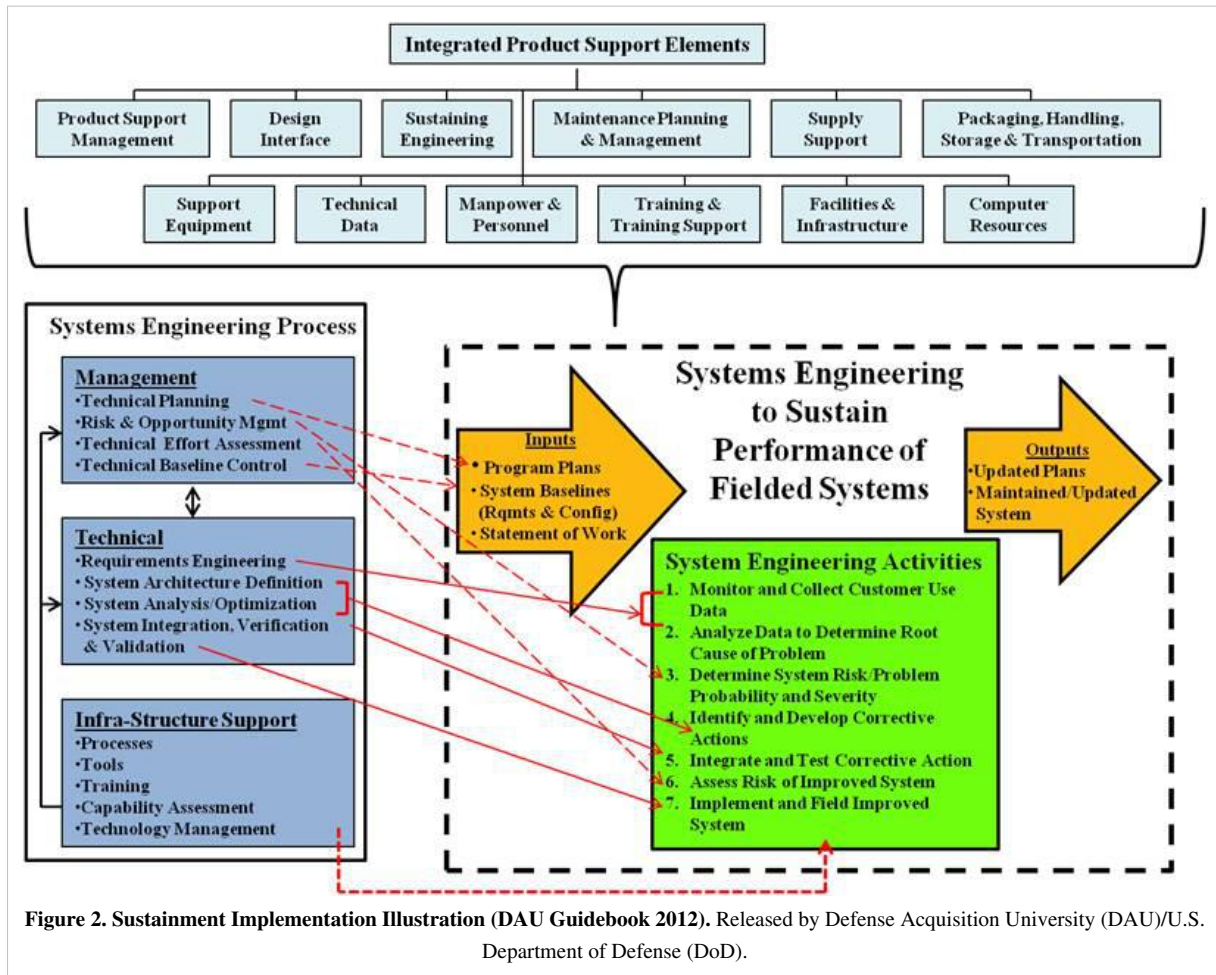 Integrated Product Support Elements
Product Support
Management
Design
Interface
Sustaining
Engineering
Maintenance Planning
& Management
Supply
Support
Packaging, Handling,
Storage & Transportation
Support
Equipment
Technical
Data
Manpower &
Personnel
Training &
Training Support
Facilities &
Infrastructure
Computer
Resources
Systems Engineering Process
Management
•Technical Planning
•Risk & Opportunity Mgmt
•Technical Effort Assessment
•Technical Baseline Control
Technical
•Requirements Engineering
•System Architecture Definition
•System Analysis/Optimization
•System Integration, Verification
& Validation
Infra-Structure Support
•Processes
•Tools
•Training
•Capability Assessment
•Technology Management
Systems Engineering
to Sustain
Performance of
Fielded Systems
Inputs
• Program Plans
• System Baselines
(Rqmts & Config)
• Statement of Work
Outputs
•Updated Plans
•Maintained/Updated
System
System Engineering Activities
1. Monitor and Collect Customer Use
Data
2. Analyze Data to Determine Root
Cause of Problem
3. Determine System Risk/Problem
Probability and Severity
4. Identify and Develop Corrective
Actions
5. Integrate and Test Corrective Action
6. Assess Risk of Improved System
7. Implement and Field Improved
System
Figure 2. Sustainment Implementation Illustration (DAU Guidebook 2012). Released by Defense Acquisition University (DAU)/U.S.
Department of Defense (DoD).